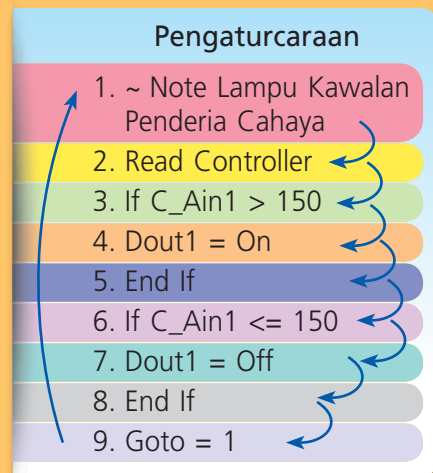 Pengaturcaraan
1. ~ Note Lampu Kawalan
Penderia Cahaya
2. Read Controller
3. If C_Ain1 > 150
4. Dout1 = On
5. End If
6. If C_Ain1 <= 150
7. Dout1 = Off
8. End If
9. Goto = 1